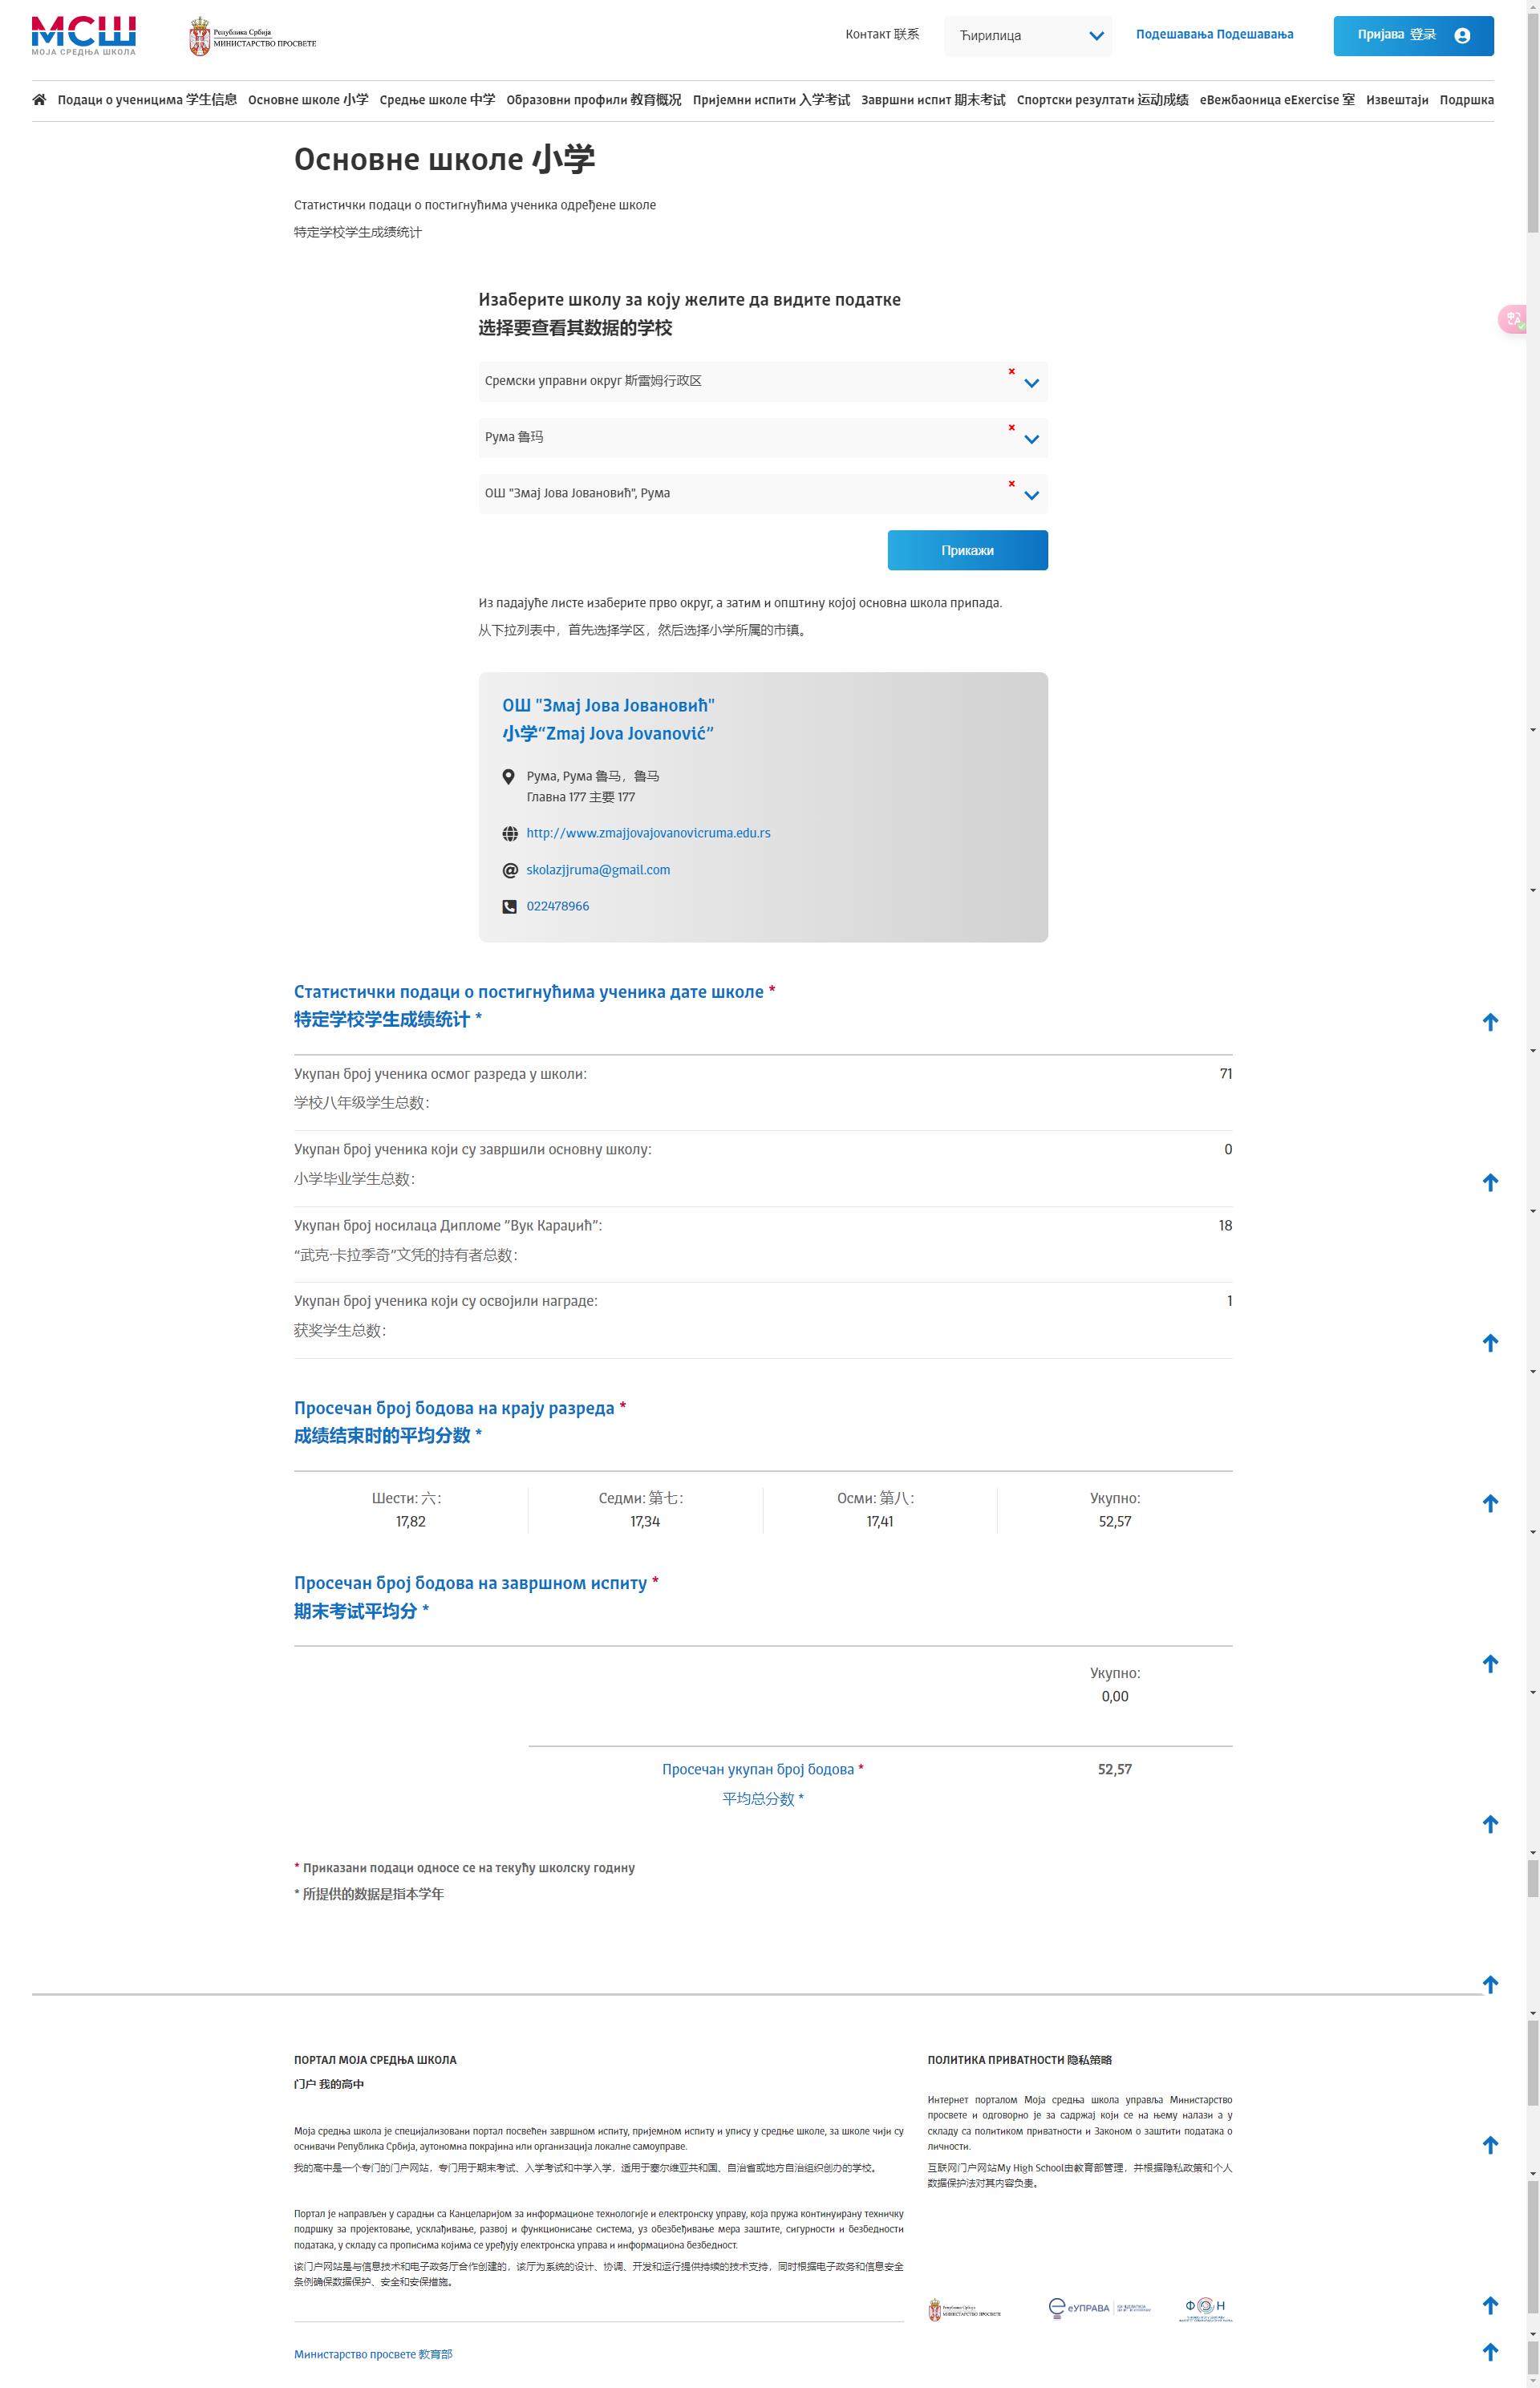 МСШ
МОЈА СРЕДЊА ШКОЛА
Република Србија
МИНИСТАРСТВО ПРОСВЕТЕ
Контакт 联系
Ћирилица
Подешавања Подешавања
Пријава 登录
Подаци о ученицима 学生信息 Основне школе 小学 Средње школе 中学 Образовни профили 教育概况 Пријемни испити 入学考试 Завршни испит 期末考试 Спортски резултати 运动成绩 еВежбаоница eExercise 室 Извештаји Подршка
Основне школе 小学
Статистички подаци о постигнућима ученика одређене школе
特定学校学生成绩统计
Изаберите школу за коју желите да видите податке
选择要查看其数据的学校
Сремски управни округ 斯雷姆行政区
Рума 鲁玛
ОШ "Змај Јова Јовановић", Рума
Прикажи
Из падајуће листе изаберите прво округ, а затим и општину којој основна школа припада.
从下拉列表中，首先选择学区，然后选择小学所属的市镇。
ОШ "Змај Јова Јовановић"
小学“Zmaj Jova Jovanović”
Рума, Рума 鲁马，鲁马
Главна 177 主要 177
http://www.zmajjovajovanovicruma.edu.rs
skolazjjruma@gmail.com
022478966
Статистички подаци о постигнућима ученика дате школе *
特定学校学生成绩统计 *
Укупан број ученика осмог разреда у школи: 71
学校八年级学生总数：
Укупан број ученика који су завршили основну школу: 0
小学毕业学生总数：
Укупан број носилаца Дипломе ”Вук Караџић”: 18
“武克·卡拉季奇”文凭的持有者总数：
Укупан број ученика који су освојили награде: 1
获奖学生总数：
Просечан број бодова на крају разреда *
成绩结束时的平均分数 *
Шести: 六： Седми: 第七： Осми: 第八： Укупно:
17,82 17,34 17,41 52,57
Просечан број бодова на завршном испиту *
期末考试平均分 *
Укупно:
0,00
Просечан укупан број бодова * 52,57
平均总分数 *
* Приказани подаци односе се на текућу школску годину
* 所提供的数据是指本学年
ПОРТАЛ МОЈА СРЕДЊА ШКОЛА
门户 我的高中
Моја средња школа је специјализовани портал посвећен завршном испиту, пријемном испиту и упису у средње школе, за школе чији су
оснивачи Република Србија, аутономна покрајина или организација локалне самоуправе.
我的高中是一个专门的门户网站，专门用于期末考试、入学考试和中学入学，适用于塞尔维亚共和国、自治省或地方自治组织创办的学校。
Портал је направљен у сарадњи са Канцеларијом за информационе технологије и електронску управу, која пружа континуирану техничку
подршку за пројектовање, усклађивање, развој и функционисање система, уз обезбеђивање мера заштите, сигурности и безбедности
података, у складу са прописима којима се уређују електронска управа и информациона безбедност.
该门户网站是与信息技术和电子政务厅合作创建的，该厅为系统的设计、协调、开发和运行提供持续的技术支持，同时根据电子政务和信息安全
条例确保数据保护、安全和安保措施。
Министарство просвете 教育部
ПОЛИТИКА ПРИВАТНОСТИ 隐私策略
Интернет порталом Моја средња школа управља Министарство
просвете и одговорно је за садржај који се на њему налази а у
складу са политиком приватности и Законом о заштити података о
личности.
互联网门户网站My High School由教育部管理，并根据隐私政策和个人
数据保护法对其内容负责。
Република Србија
МИНИСТАРСТВО ПРОСВЕТЕ
еУПРАВА
ФОН